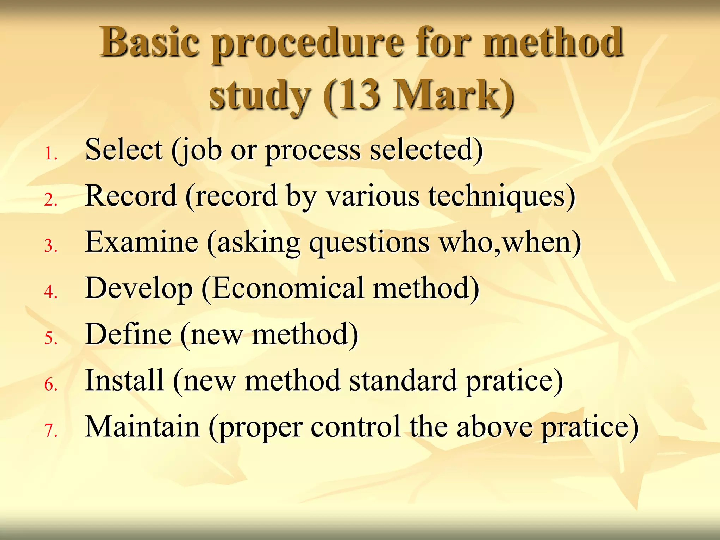 Basic procedure for method
study (13 Mark)
1. Select (job or process selected)
2. Record (record by various techniques)
3. Examine (asking questions who,when)
4. Develop (Economical method)
5. Define (new method)
6. Install (new method standard pratice)
7. Maintain (proper control the above pratice)